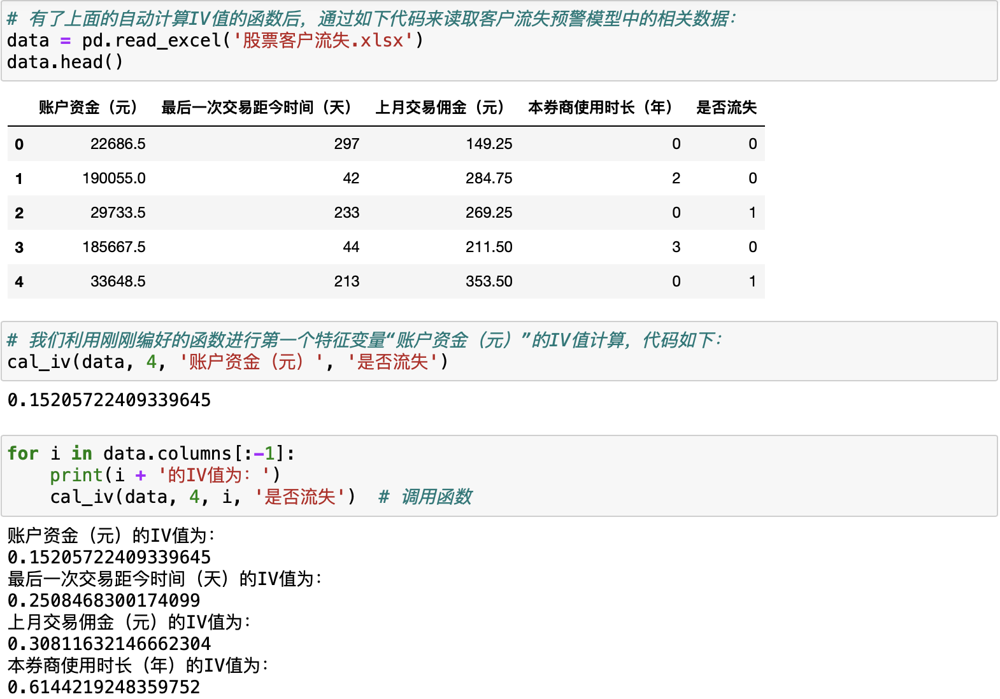 # 有了上面的自动计算IV值的函数后，通过如下代码来读取客户流失预警模型中的相关数据：
data = pd.read_excel('股票客户流失.xlsx')
data.head()
账户资金（元） 最后一次交易距今时间（天） 上月交易佣金（元） 本券商使用时长（年） 是否流失
0 22686.5 297 149.25 0 0
1 190055.0 42 284.75 2 0
2 29733.5 233 269.25 0 1
3 185667.5 44 211.50 3 0
4 33648.5 213 353.50 0 1
# 我们利用刚刚编好的函数进行第一个特征变量“账户资金（元）”的IV值计算，代码如下：
cal_iv(data, 4, '账户资金（元）', '是否流失')
0.15205722409339645
for i in data.columns[:-1]:
    print(i + '的IV值为：')
    cal_iv(data, 4, i, '是否流失')  # 调用函数
账户资金（元）的IV值为：
0.15205722409339645
最后一次交易距今时间（天）的IV值为：
0.2508468300174099
上月交易佣金（元）的IV值为：
0.30811632146662304
本券商使用时长（年）的IV值为：
0.6144219248359752